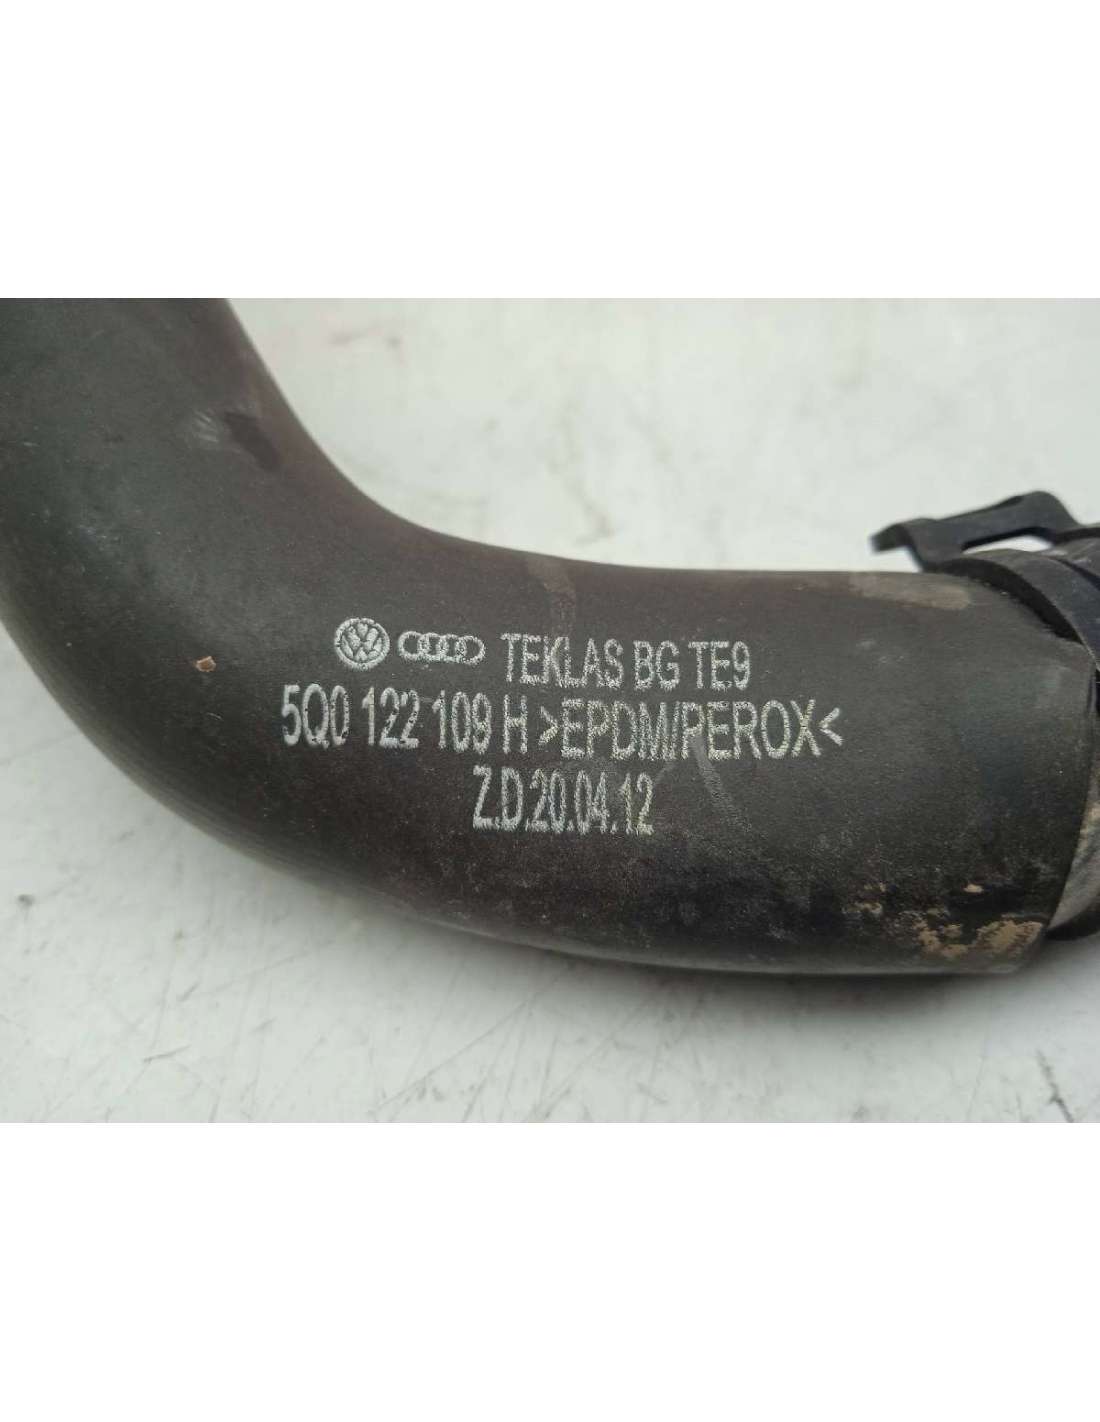 TEKLAS BG TE9
5Q0 122 109 H >EPDM/PEROX<
Z.D.20.04.12